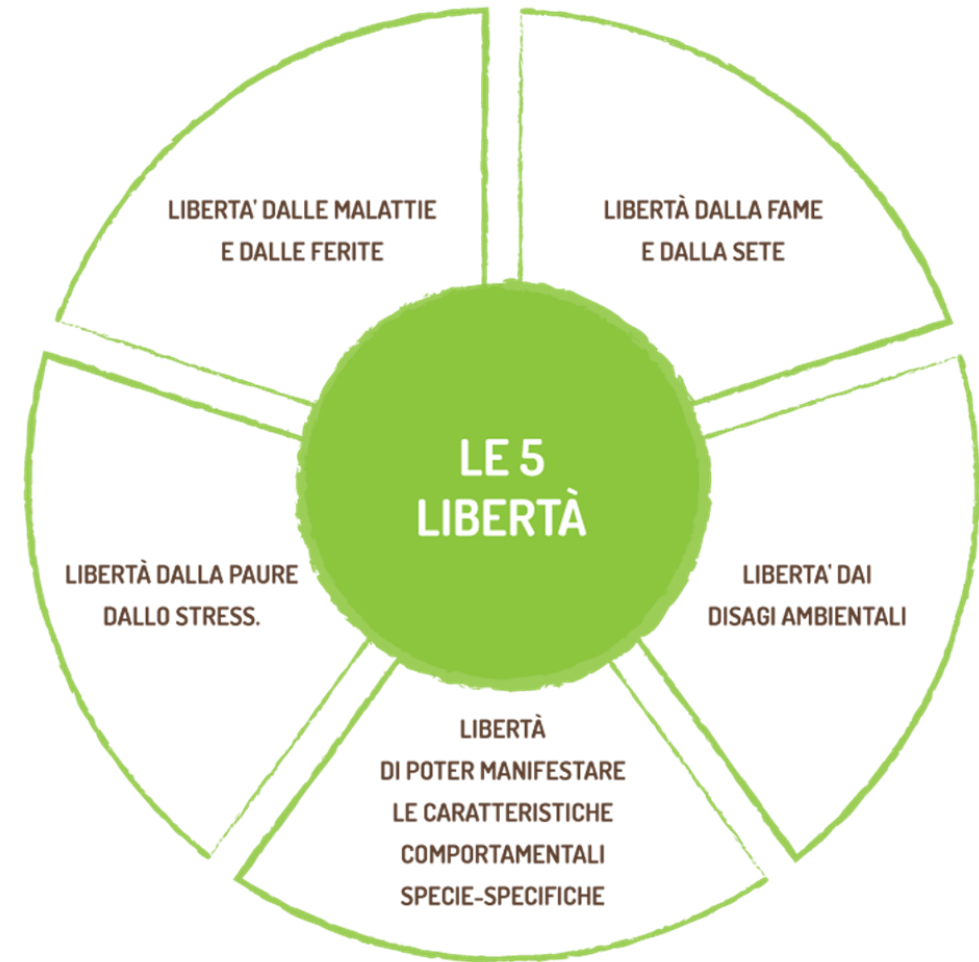 LIBERTA' DALLE MALATTIE
E DALLE FERITE
LIBERTÀ DALLA FAME
E DALLA SETE
LE 5
LIBERTÀ
LIBERTÀ DALLA PAURE
DALLO STRESS.
LIBERTA' DAI
DISAGI AMBIENTALI
LIBERTÀ
DI POTER MANIFESTARE
LE CARATTERISTICHE
COMPORTAMENTALI
SPECIE-SPECIFICHE